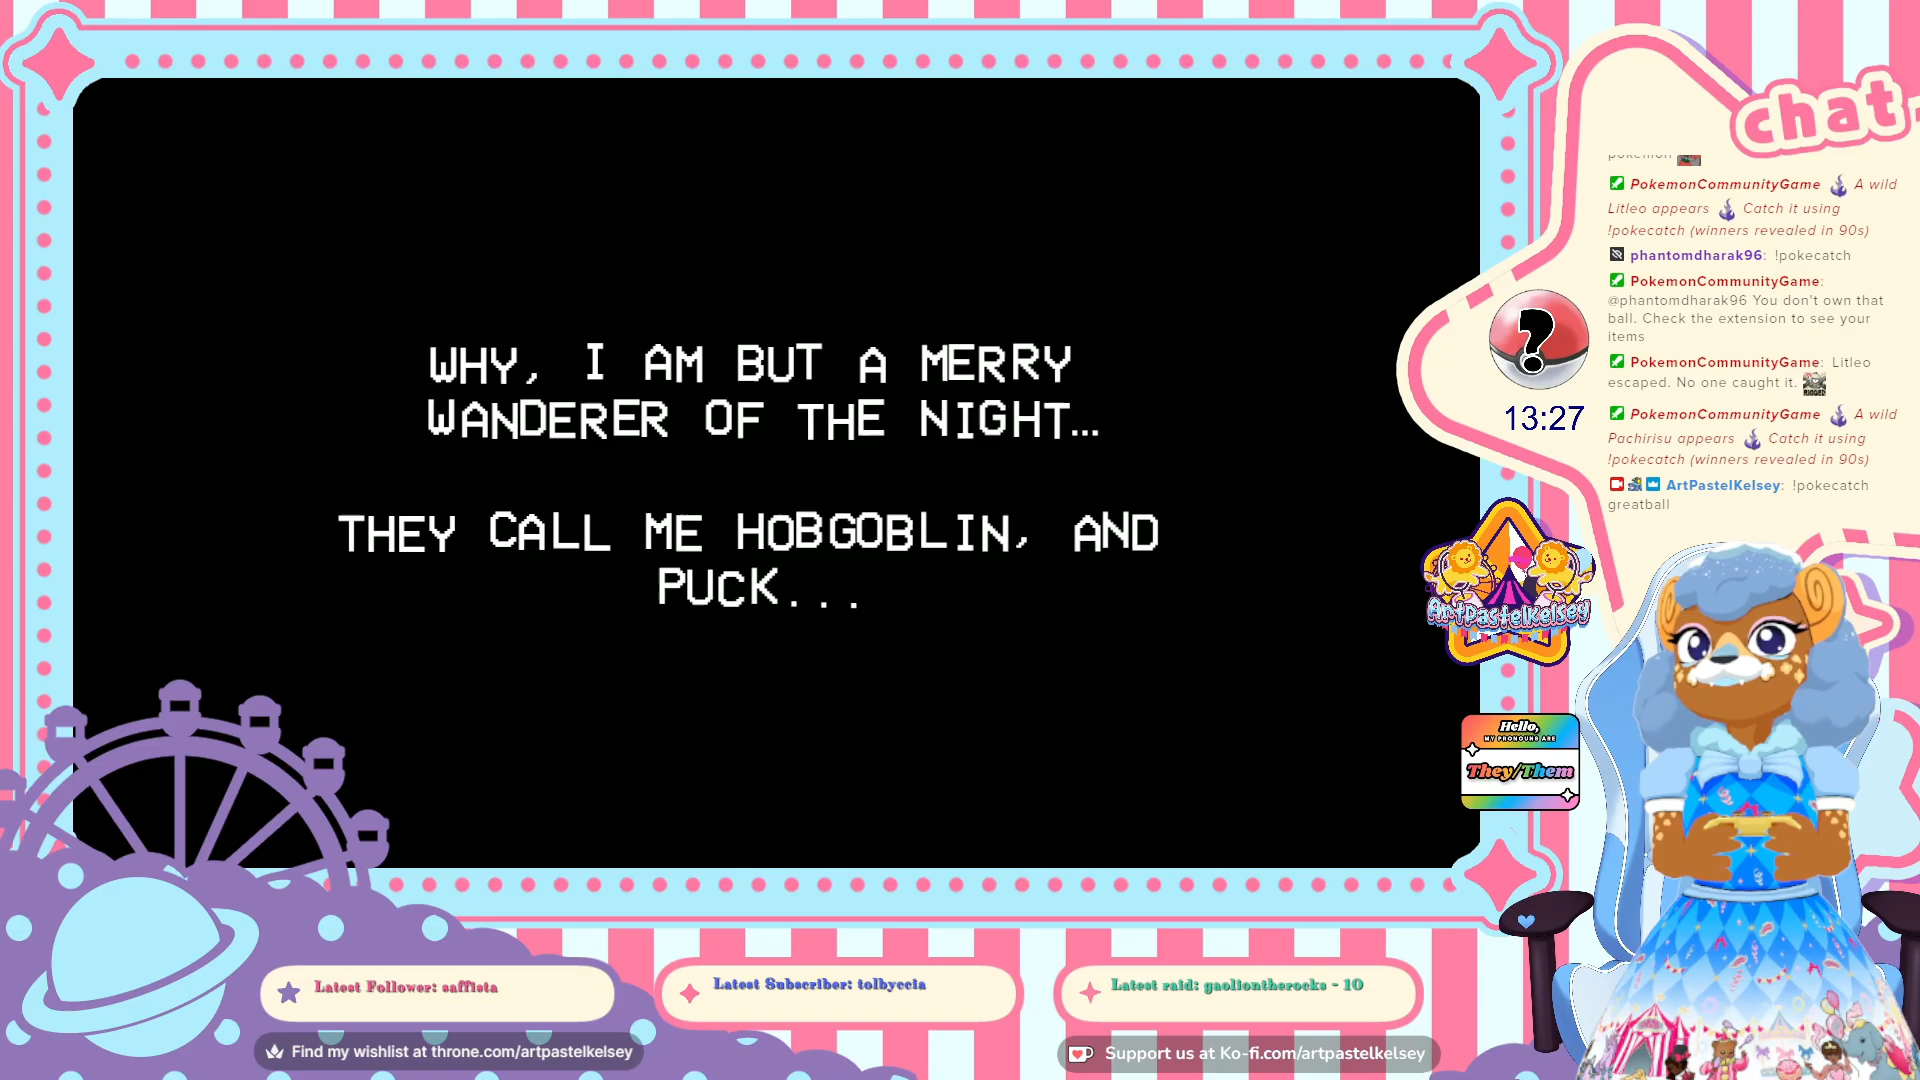 chat
PokemonCommunityGame A wild
Litleo appears Catch it using
!pokecatch (winners revealed in 90s)
phantomdharak96: !pokecatch
PokemonCommunityGame:
@phantomdharak96 You don't own that
ball. Check the extension to see your
items
PokemonCommunityGame: Litleo
escaped. No one caught it.
PokemonCommunityGame A wild
Pachirisu appears Catch it using
!pokecatch (winners revealed in 90s)
ArtPastelKelsey: !pokecatch
greatball
?
13:27
WHY, I AM BUT A MERRY
WANDERER OF THE NIGHT…
THEY CALL ME HOBGOBLIN, AND
PUCK...
ArtPastelKelsey
Hello,
MY PRONOUNS ARE
They/Them
Latest Follower: saffista
Latest Subscriber: tolbyccia
Latest raid: gaoliontherocks - 10
Find my wishlist at throne.com/artpastelkelsey
Support us at Ko-fi.com/artpastelkelsey